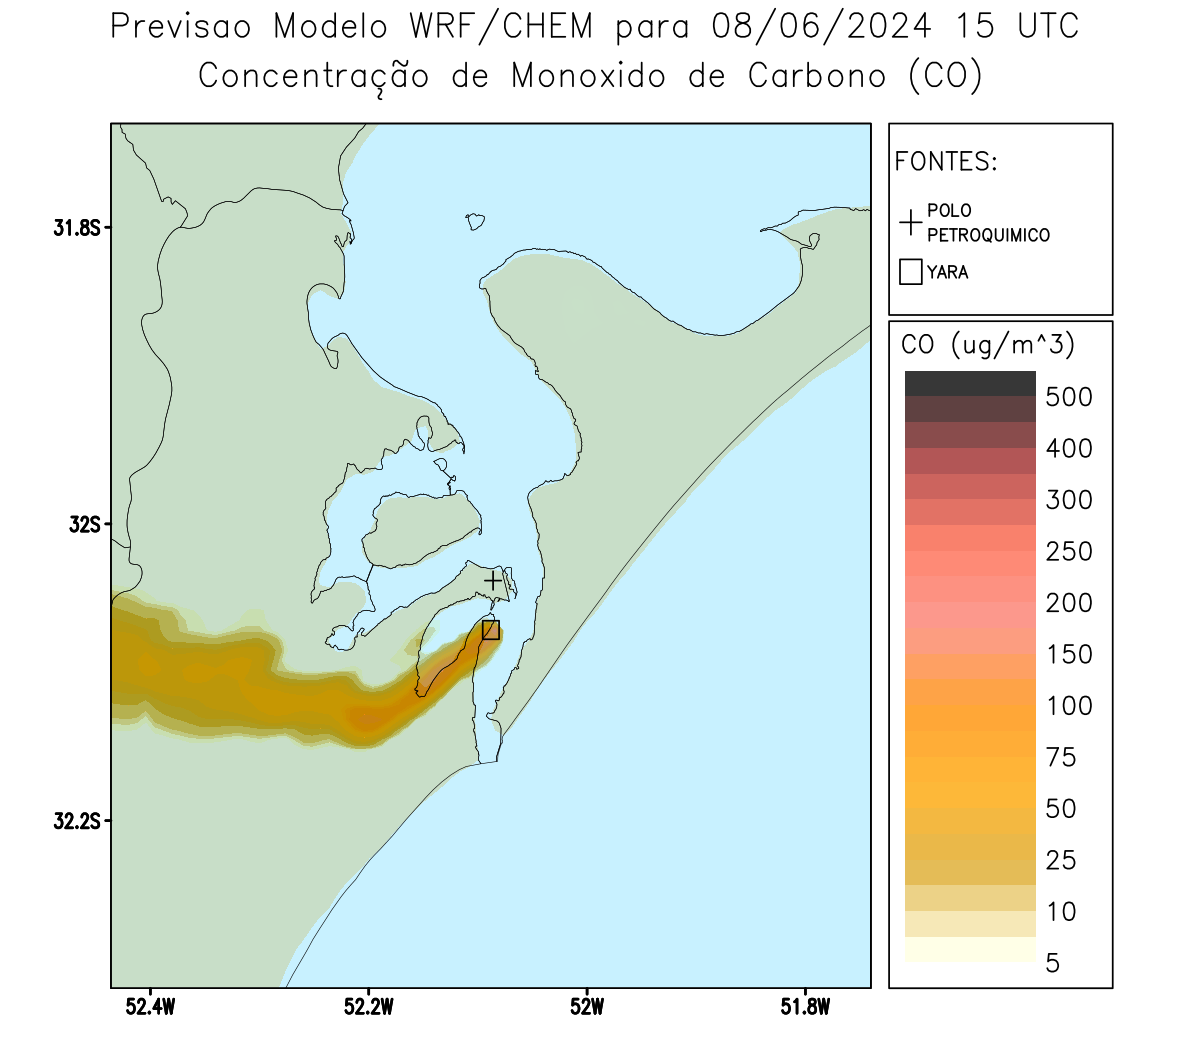 Previsao Modelo WRF/CHEM para 08/06/2024 15 UTC
Concentração de Monoxido de Carbono (CO)
FONTES:
POLO
PETROQUIMICO
YARA
CO (ug/m^3)
500
400
300
250
200
150
100
75
50
25
10
5
31.8S
32S
32.2S
52.4W
52.2W
52W
51.8W